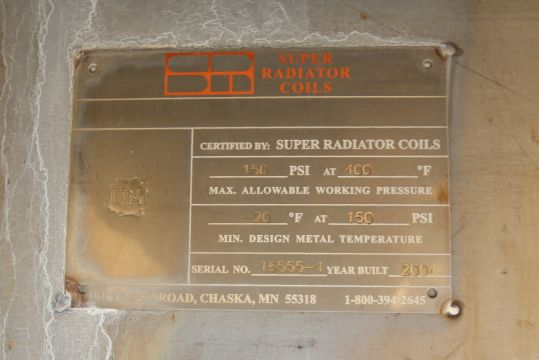 SUPER
RADIATOR
COILS
CERTIFIED BY: SUPER RADIATOR COILS
150 PSI AT 400 °F
MAX. ALLOWABLE WORKING PRESSURE
UM
-20 °F AT 150 PSI
MIN. DESIGN METAL TEMPERATURE
SERIAL NO. 16555-1 YEAR BUILT 2004
ROAD, CHASKA, MN 55318 1-800-394-2645